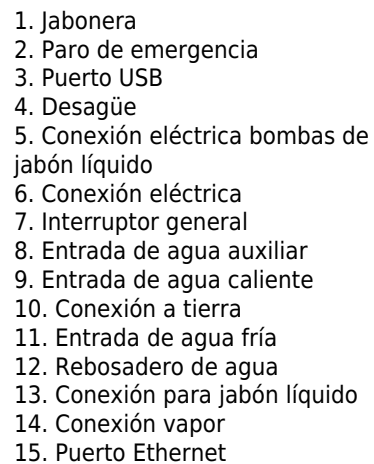 1. Jabonera
2. Paro de emergencia
3. Puerto USB
4. Desagüe
5. Conexión eléctrica bombas de
jabón líquido
6. Conexión eléctrica
7. Interruptor general
8. Entrada de agua auxiliar
9. Entrada de agua caliente
10. Conexión a tierra
11. Entrada de agua fría
12. Rebosadero de agua
13. Conexión para jabón líquido
14. Conexión vapor
15. Puerto Ethernet